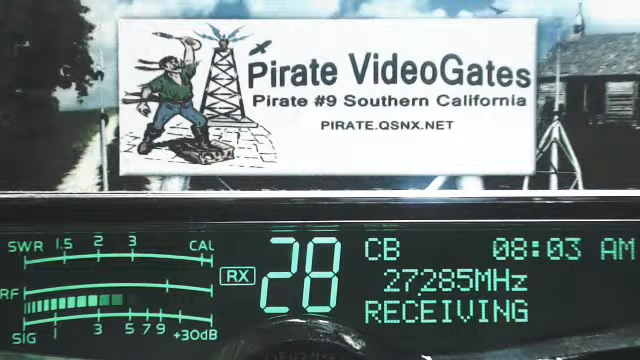 Pirate VideoGates
Pirate #9 Southern California
PIRATE.QSNX.NET
SWR 1.5 2 3 CAL
RX 28 CB 08:03 AM
27285MHz
RF
RECEIVING
1 3 5 7 9 +30dB
SIG